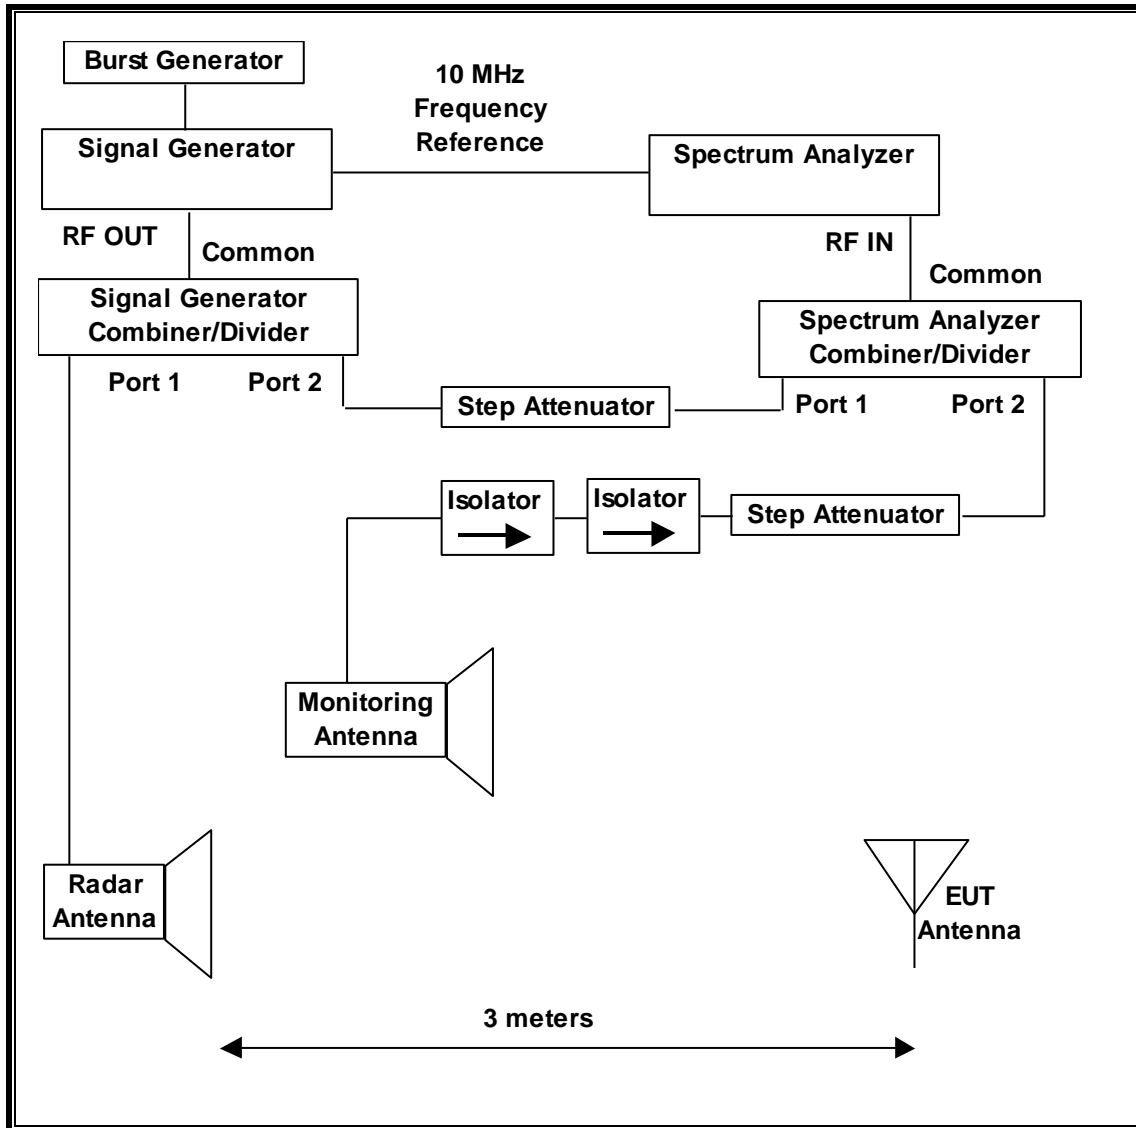 Burst Generator
10 MHz
Frequency
Reference
Signal Generator
Spectrum Analyzer
RF OUT
Common
RF IN
Common
Signal Generator
Combiner/Divider
Spectrum Analyzer
Combiner/Divider
Port 1
Port 2
Step Attenuator
Port 1
Port 2
Isolator
Isolator
Step Attenuator
Monitoring
Antenna
Radar
Antenna
EUT
Antenna
3 meters